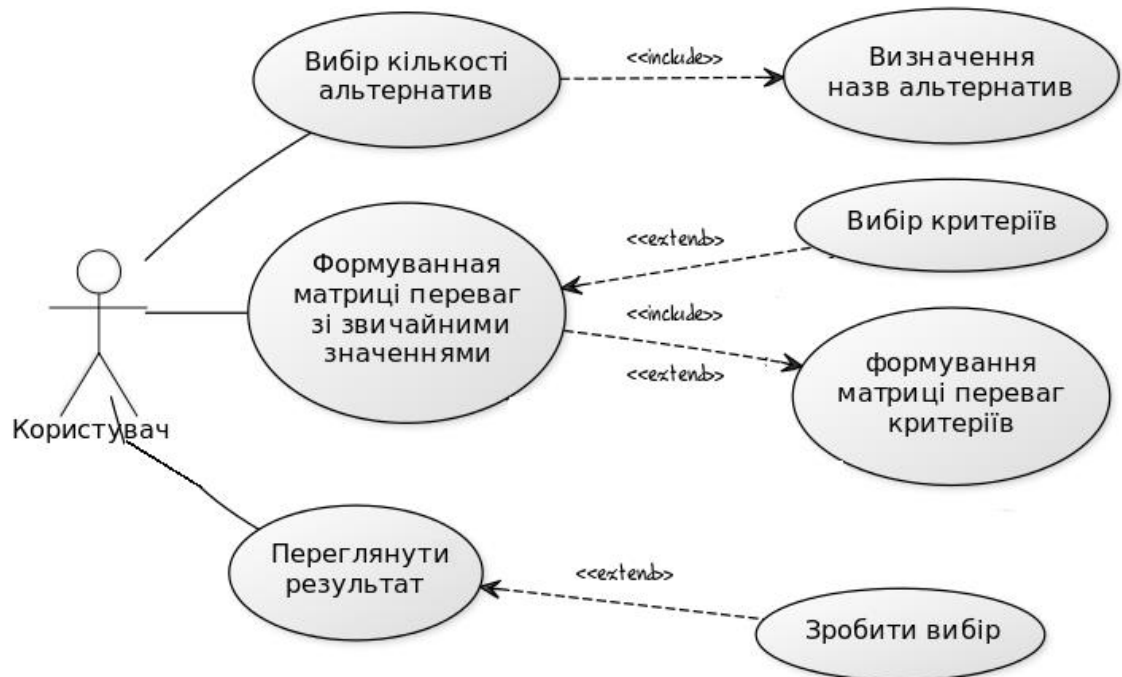 Вибір кількості
альтернатив
<<include>>
Визначення
назв альтернатив
Вибір критеріїв
<<extend>>
Формуванная
матриці переваг
зі звичайними
значеннями
<<include>>
<<extend>>
формування
матриці переваг
критеріїв
Користувач
Переглянути
результат
<<extend>>
Зробити вибір